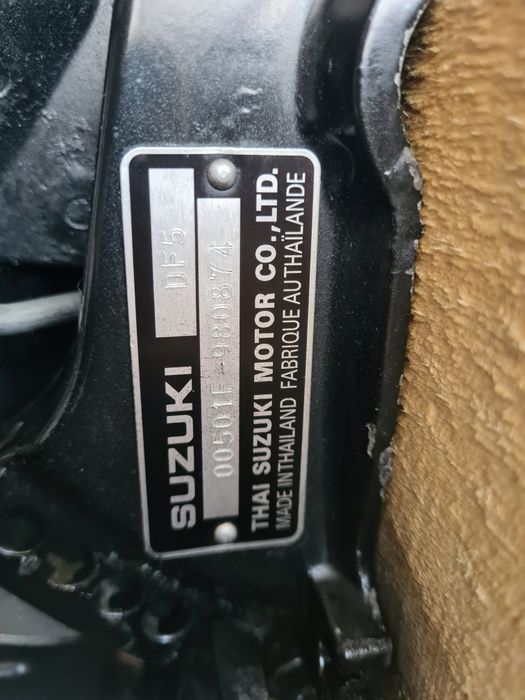 SUZUKI DF5
00501F-980874
THAI SUZUKI MOTOR CO.,LTD.
MADE IN THAILAND FABRIQUE AU THAÏLANDE